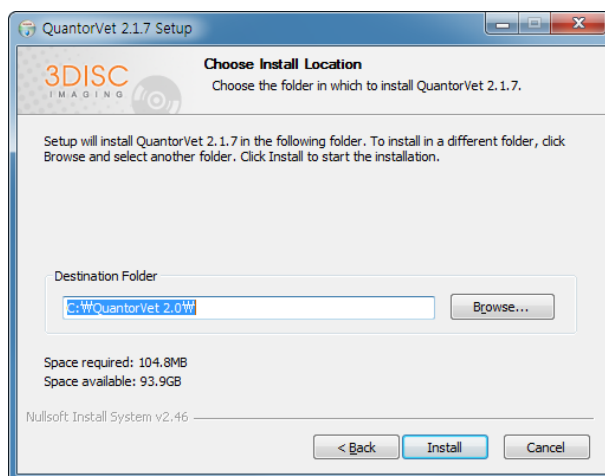 QuantorVet 2.1.7 Setup
3DISC
IMAGING
Choose Install Location
Choose the folder in which to install QuantorVet 2.1.7.
Setup will install QuantorVet 2.1.7 in the following folder. To install in a different folder, click
Browse and select another folder. Click Install to start the installation.
Destination Folder
C:₩QuantorVet 2.0₩
Browse...
Space required: 104.8MB
Space available: 93.9GB
Nullsoft Install System v2.46
< Back
Install
Cancel